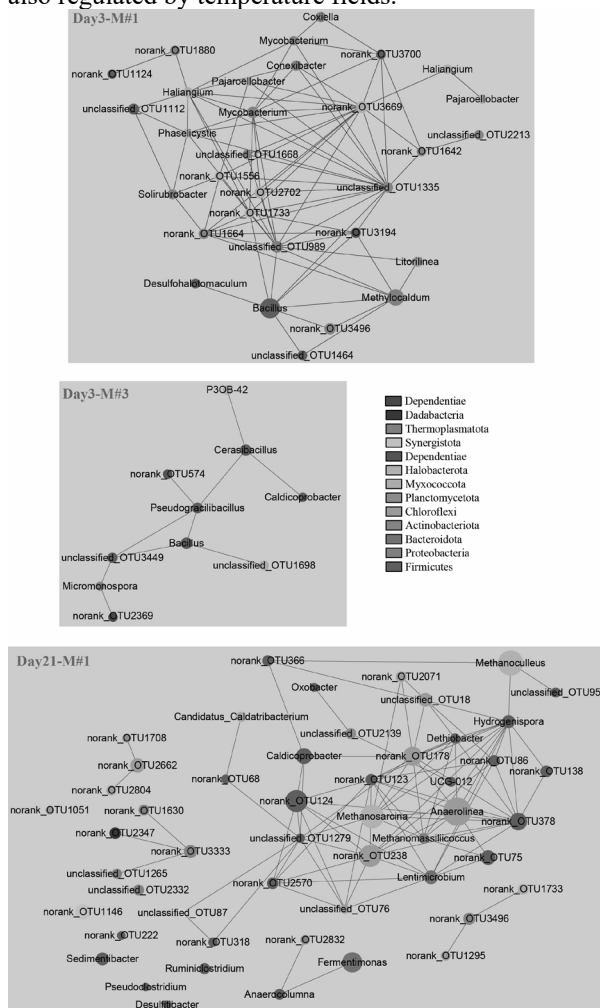 also regulated by temperature fields.
Day3-M#1
Coxiella
Mycobacterium
norank_OTU1880
norank_OTU3700
Conexibacter
norank_OTU1124
Haliangium
Pajaroellobacter
Haliangium
Pajaroellobacter
unclassified_OTU1112
norank_OTU3669
Mycobacterium
Phaselicystis
unclassified_OTU2213
unclassified_OTU1668
norank_OTU1642
norank_OTU1556
unclassified_OTU1335
Solirubrobacter
norank_OTU2702
norank_OTU1733
norank_OTU1664
norank_OTU3194
unclassified_OTU989
Litorilinea
Desulfohalotomaculum
Methylocaldum
Bacillus
norank_OTU3496
unclassified_OTU1464
Day3-M#3
P3OB-42
Cerasibacillus
norank_OTU574
Caldicoprobacter
Pseudogracilibacillus
Bacillus
unclassified_OTU3449
unclassified_OTU1698
Micromonospora
norank_OTU2369
Dependentiae
Dadabacteria
Thermoplasmatota
Synergistota
Dependentiae
Halobacterota
Myxococcota
Planctomycetota
Chloroflexi
Actinobacteriota
Bacteroidota
Proteobacteria
Firmicutes
Day21-M#1
norank_OTU366
Methanoculleus
norank_OTU2071
Oxobacter
unclassified_OTU95
unclassified_OTU18
Candidatus_Caldatribacterium
Hydrogenispora
unclassified_OTU2139
norank_OTU1708
Dethiobacter
Caldicoprobacter
norank_OTU178
norank_OTU86
norank_OTU2662
norank_OTU138
norank_OTU68
norank_OTU123
UCG-012
norank_OTU2804
norank_OTU124
norank_OTU1051
norank_OTU1630
Methanosarcina
Anaerolinea
norank_OTU378
norank_OTU2347
unclassified_OTU1279
Methanomassiliicoccus
norank_OTU3333
norank_OTU238
norank_OTU75
unclassified_OTU1265
Lentimicrobium
norank_OTU2570
unclassified_OTU2332
norank_OTU1733
norank_OTU1146
unclassified_OTU87
unclassified_OTU76
norank_OTU3496
norank_OTU222
norank_OTU318
norank_OTU2832
norank_OTU1295
Sedimentibacter
Ruminiclostridium
Fermentimonas
Pseudoclostridium
Anaerocolumna
Desulfitibacter